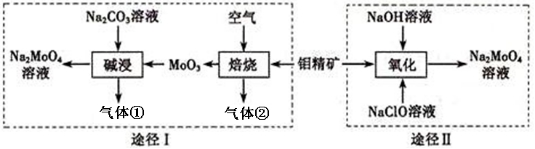 Na₂CO₃溶液
空气
NaOH溶液
Na₂MoO₄
溶液
碱浸
MoO₃
焙烧
钼精矿
氧化
Na₂MoO₄
溶液
气体①
气体②
NaClO溶液
途径Ⅰ
途径Ⅱ